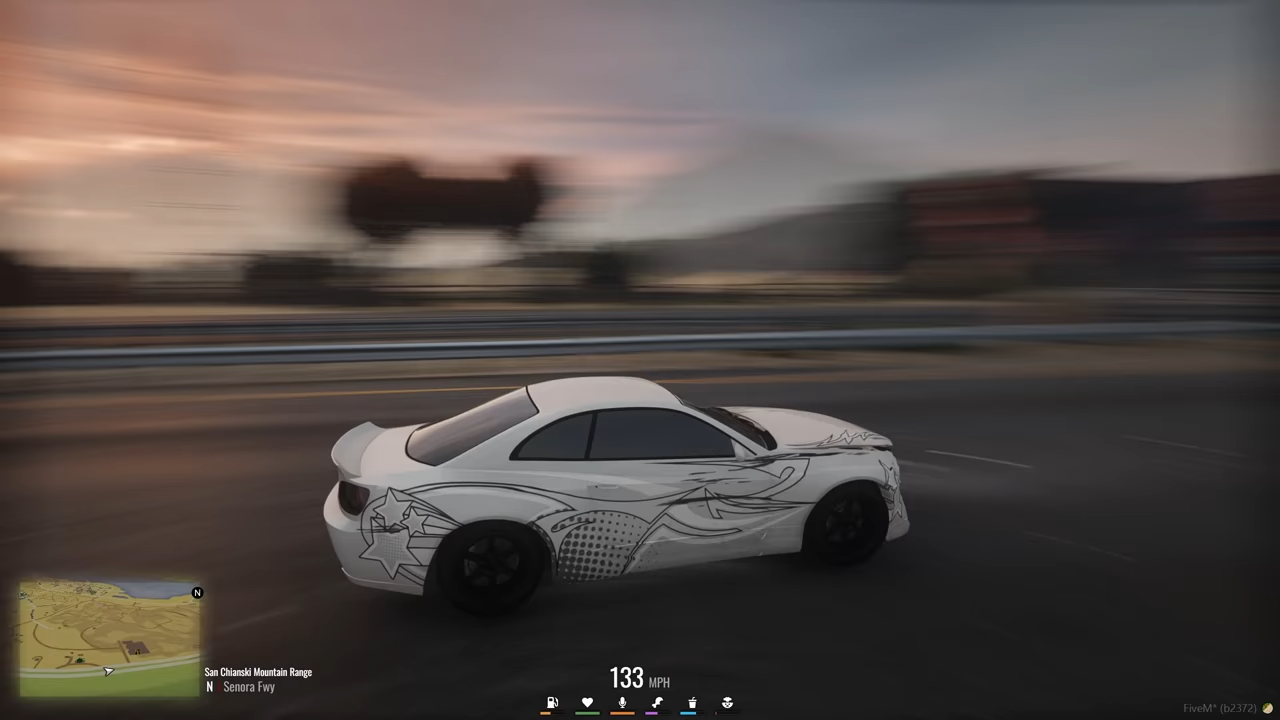 N
San Chianski Mountain Range
N Senora Fwy
133 MPH
FiveM* (b2372)